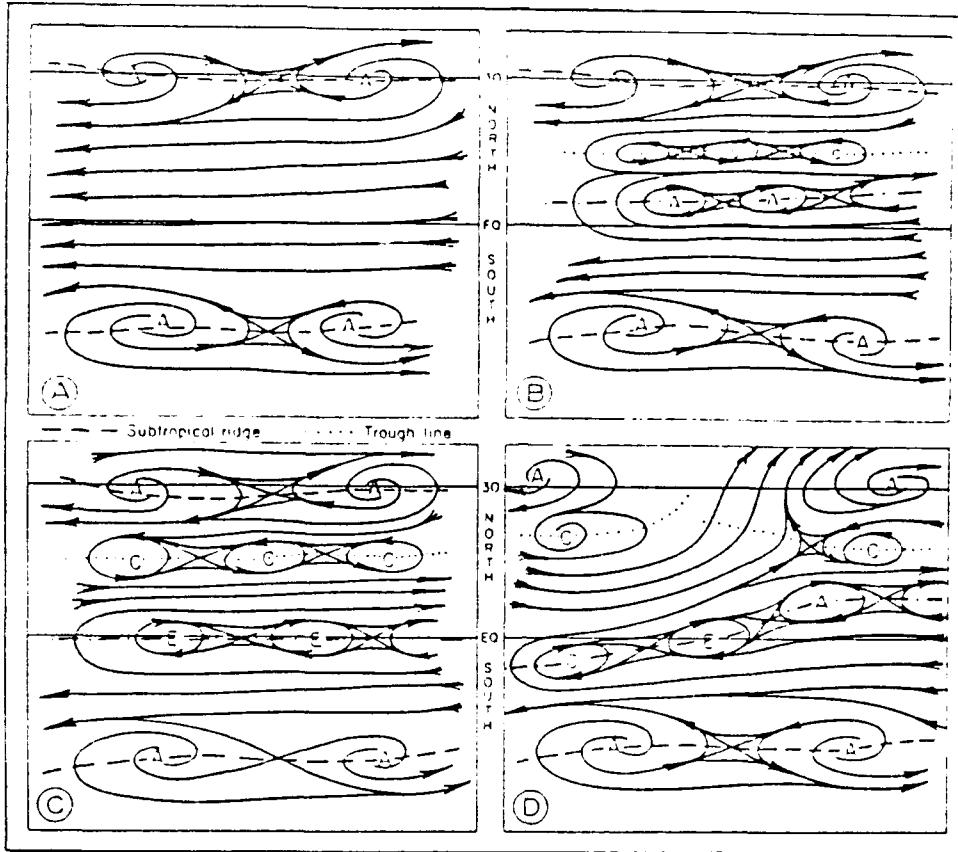 A
30
NORTH
EQ
SOUTH
A A
A
A
C
A A
A A
B
Subtropical ridge Trough line
A A
30
C C C
NORTH
EQ
E E
SOUTH
A A
C
A A
C C
A
E
C
A A
D